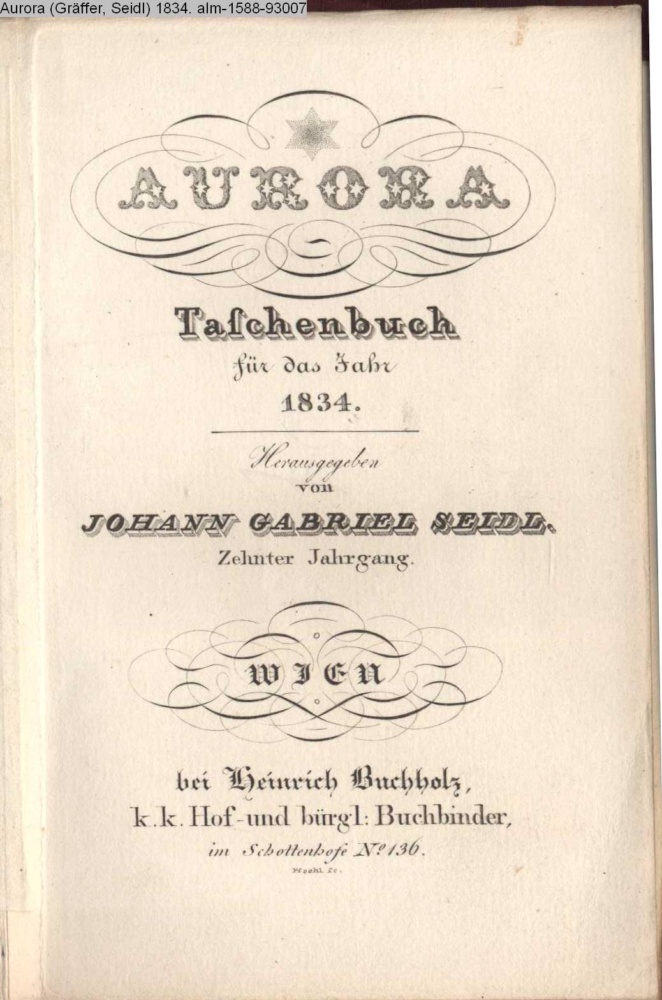 Aurora (Gräffer, Seidl) 1834. alm-1588-93007
AURORA
Taſchenbuch
für das Jahr
1834.
Herausgegeben
von
JOHANN GABRIEL SEIDL.
Zehnter Jahrgang.
WIEN
bei Heinrich Buchholz,
k.k. Hof-und bürgl: Buchbinder,
im Schottenhofe Nº 136.